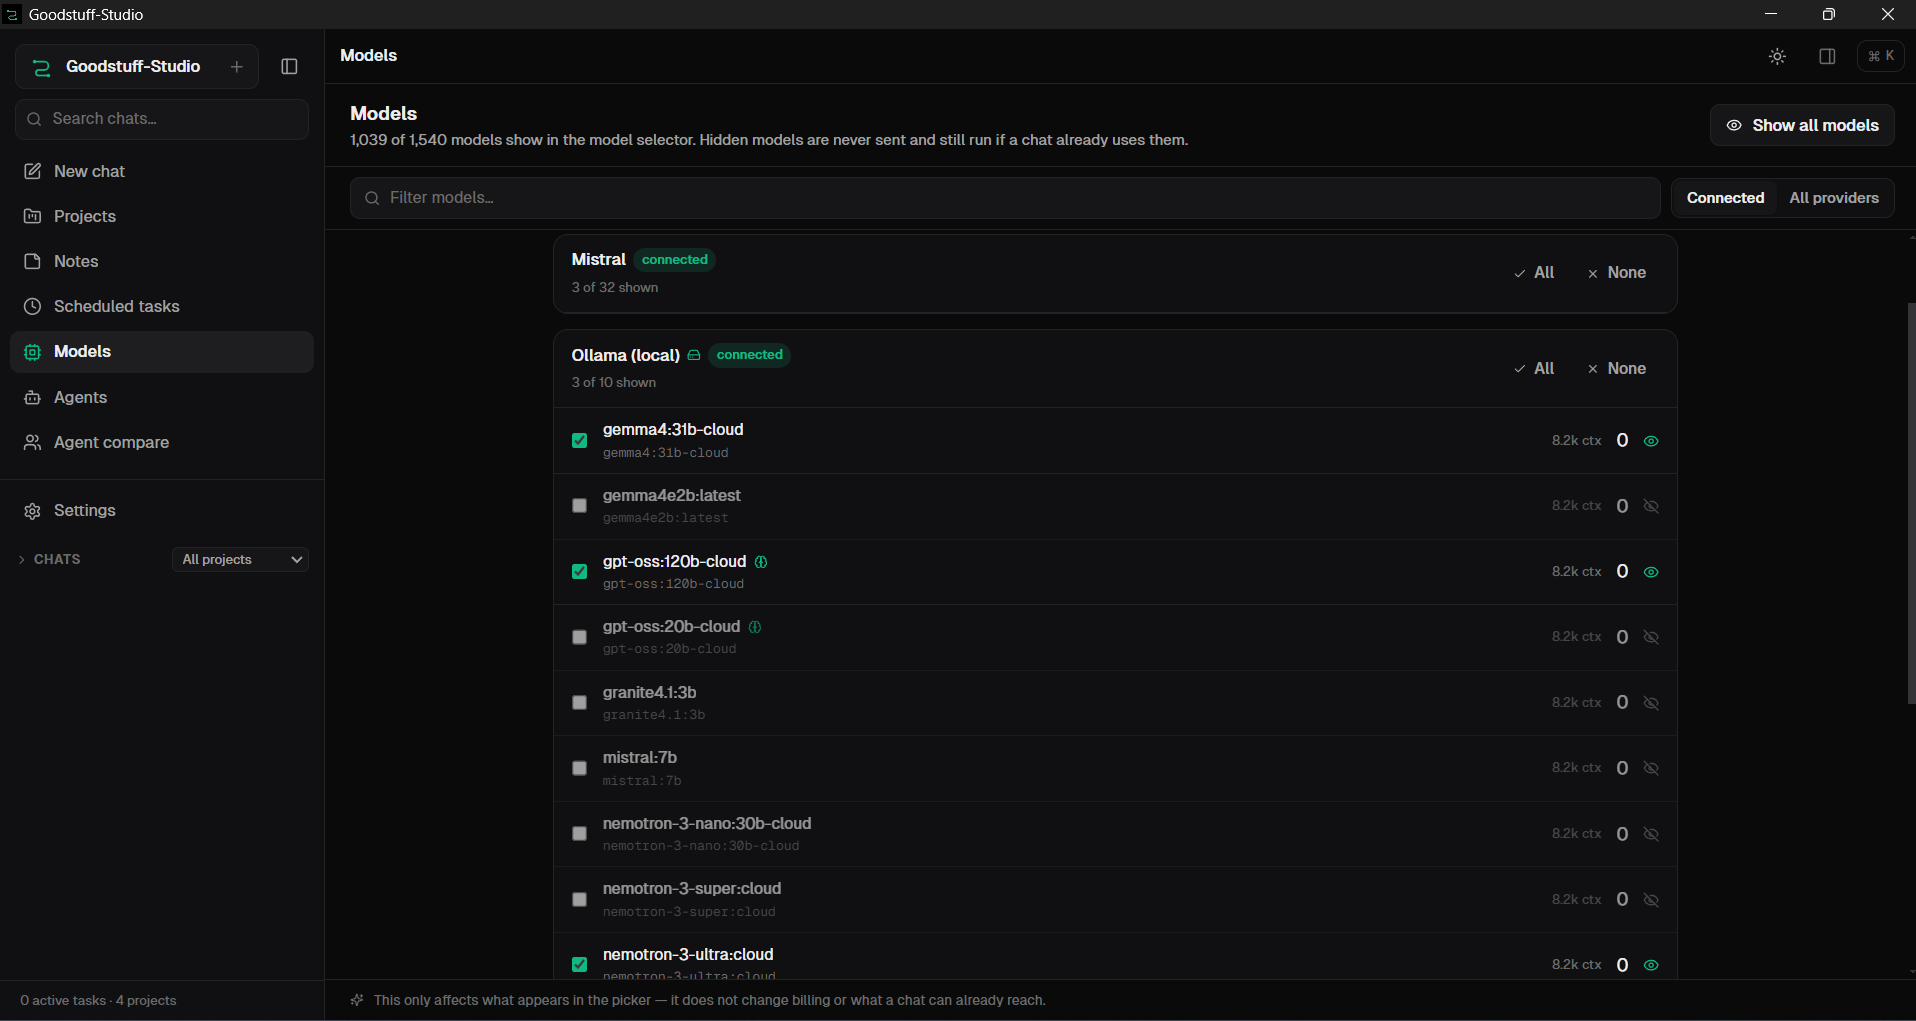 Goodstuff-Studio
Goodstuff-Studio
Search chats...
New chat
Projects
Notes
Scheduled tasks
Models
Agents
Agent compare
Settings
CHATS
All projects
0 active tasks · 4 projects
Models
⌘ K
Models
1,039 of 1,540 models show in the model selector. Hidden models are never sent and still run if a chat already uses them.
Show all models
Filter models...
Connected All providers
Mistral connected
3 of 32 shown
All None
Ollama (local) connected
3 of 10 shown
All None
gemma4:31b-cloud
gemma4:31b-cloud
8.2k ctx 0
gemma4e2b:latest
gemma4e2b:latest
8.2k ctx 0
gpt-oss:120b-cloud
gpt-oss:120b-cloud
8.2k ctx 0
gpt-oss:20b-cloud
gpt-oss:20b-cloud
8.2k ctx 0
granite4.1:3b
granite4.1:3b
8.2k ctx 0
mistral:7b
mistral:7b
8.2k ctx 0
nemotron-3-nano:30b-cloud
nemotron-3-nano:30b-cloud
8.2k ctx 0
nemotron-3-super:cloud
nemotron-3-super:cloud
8.2k ctx 0
nemotron-3-ultra:cloud
nemotron-3-ultra:cloud
8.2k ctx 0
This only affects what appears in the picker — it does not change billing or what a chat can already reach.